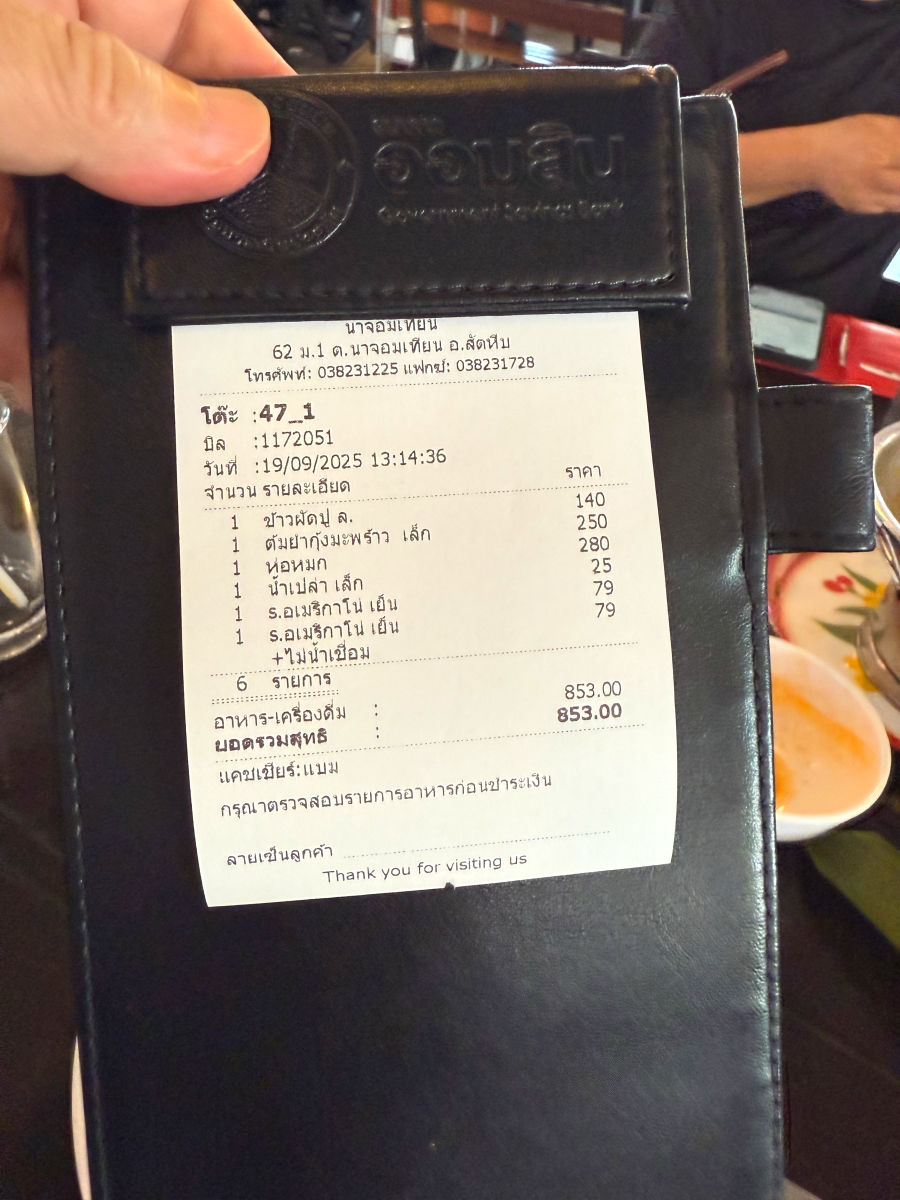 ธนาคาร
ออมสิน
Government Savings Bank
นาจอมเทียน
62 ม.1 ต.นาจอมเทียน อ.สัตหีบ
โทรศัพท์: 038231225 แฟกซ์: 038231728
โต๊ะ :47_1
บิล :1172051
วันที่ :19/09/2025 13:14:36
จำนวน รายละเอียด ราคา
1 ข้าวผัดปู ล. 140
1 ต้มยำกุ้งมะพร้าว เล็ก 250
1 ห่อหมก 280
1 น้ำเปล่า เล็ก 25
1 ร.อเมริกาโน่ เย็น 79
1 ร.อเมริกาโน่ เย็น 79
+ไม่น้ำเชื่อม
6 รายการ
อาหาร-เครื่องดื่ม : 853.00
ยอดรวมสุทธิ : 853.00
แคชเชียร์:แบม
กรุณาตรวจสอบรายการอาหารก่อนชำระเงิน
ลายเซ็นลูกค้า
Thank you for visiting us